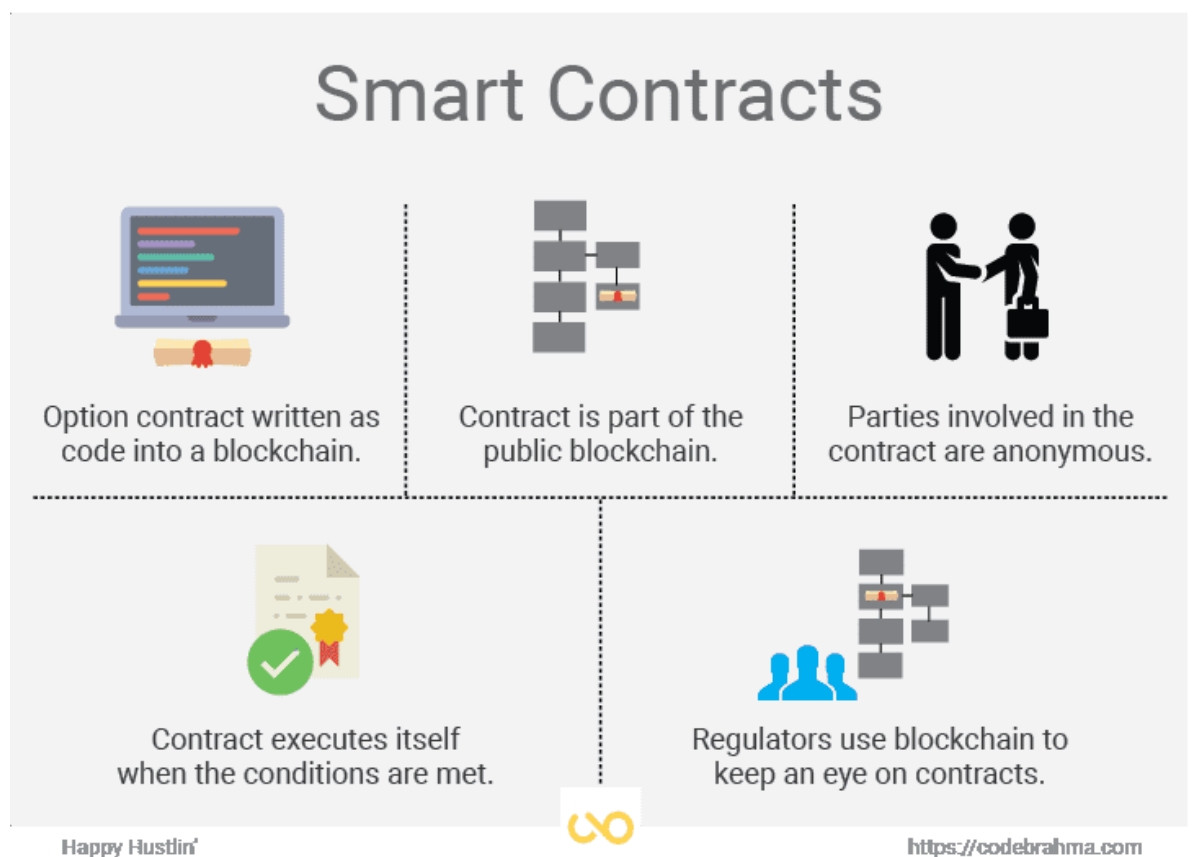 Smart Contracts
Option contract written as
code into a blockchain.
Contract is part of the
public blockchain.
Parties involved in the
contract are anonymous.
Contract executes itself
when the conditions are met.
Regulators use blockchain to
keep an eye on contracts.
Happy Hustlin'
https://codebrahma.com